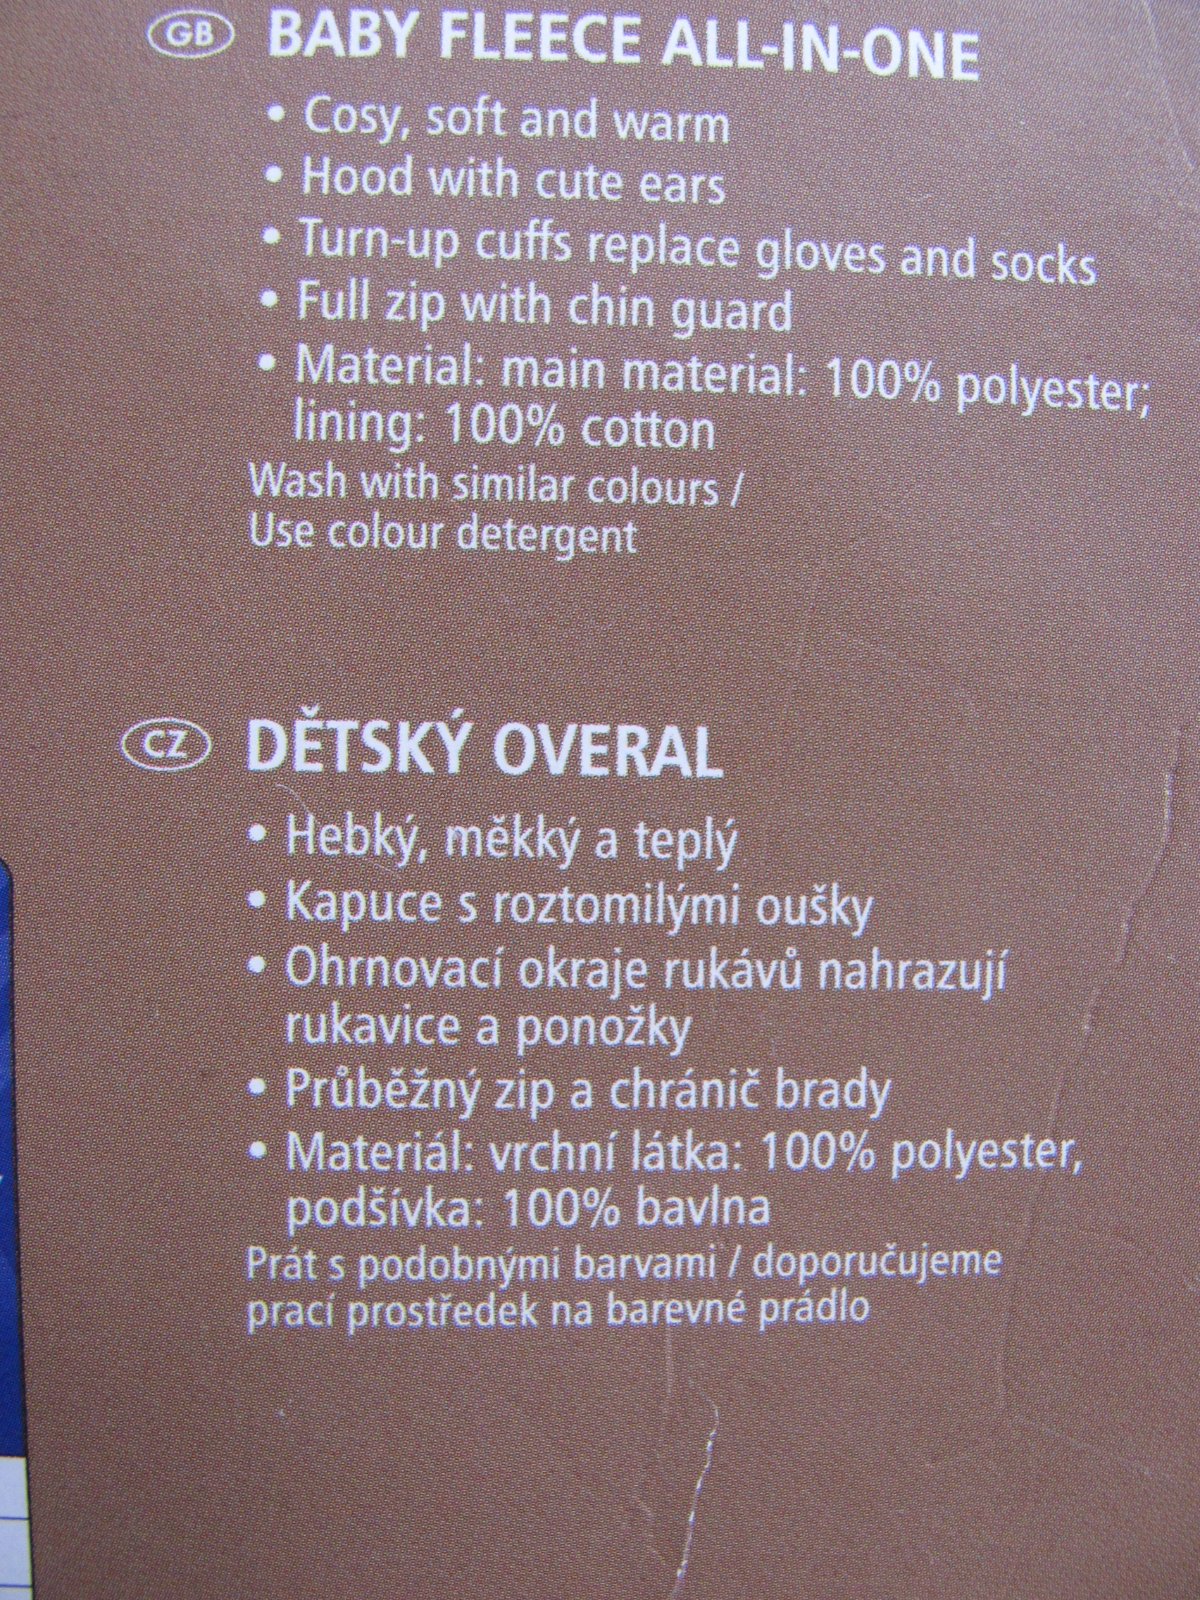 GB BABY FLEECE ALL-IN-ONE
• Cosy, soft and warm
• Hood with cute ears
• Turn-up cuffs replace gloves and socks
• Full zip with chin guard
• Material: main material: 100% polyester;
lining: 100% cotton
Wash with similar colours /
Use colour detergent
CZ DĚTSKÝ OVERAL
• Hebký, měkký a teplý
• Kapuce s roztomilými oušky
• Ohrnovací okraje rukávů nahrazují
rukavice a ponožky
• Průběžný zip a chránič brady
• Materiál: vrchní látka: 100% polyester,
podšívka: 100% bavlna
Prát s podobnými barvami / doporučujeme
prací prostředek na barevné prádlo